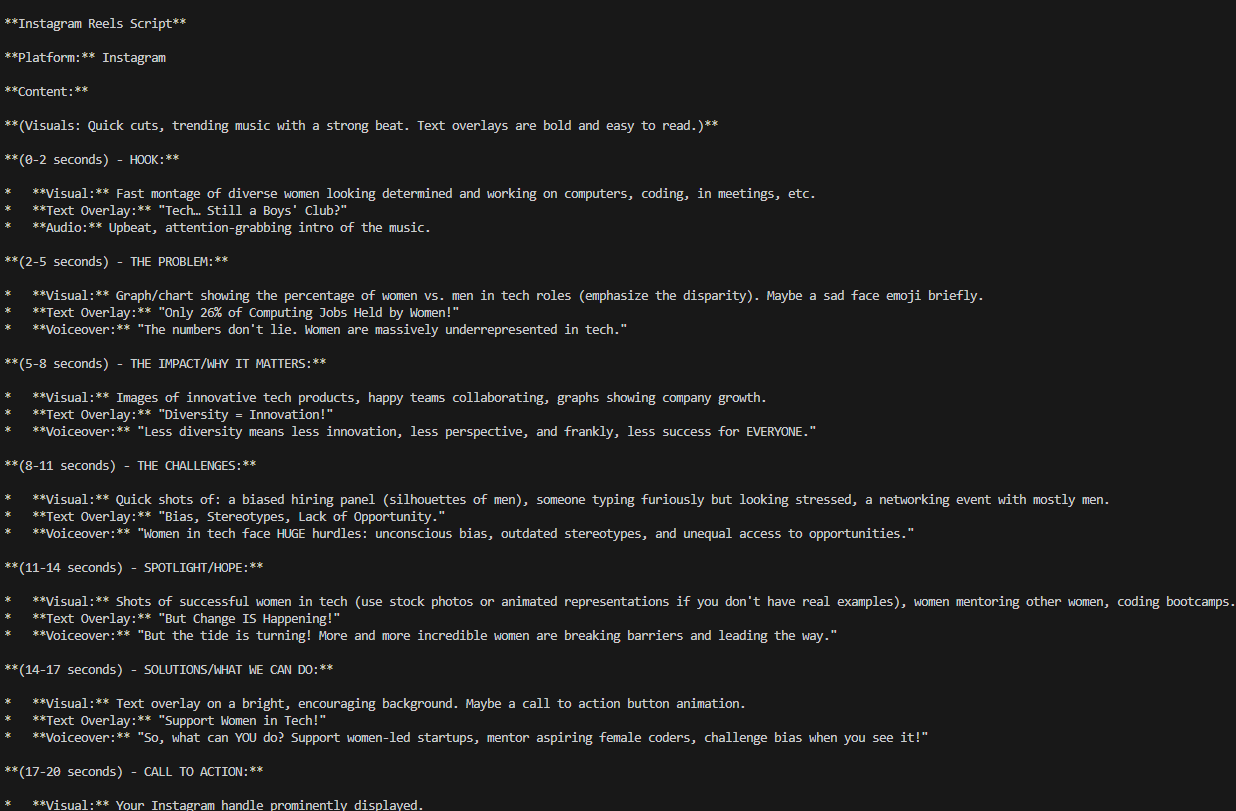 **Instagram Reels Script**
**Platform:** Instagram
**Content:**
**(Visuals: Quick cuts, trending music with a strong beat. Text overlays are bold and easy to read.)**
**(0-2 seconds) - HOOK:**
*   **Visual:** Fast montage of diverse women looking determined and working on computers, coding, in meetings, etc.
*   **Text Overlay:** "Tech… Still a Boys' Club?"
*   **Audio:** Upbeat, attention-grabbing intro of the music.
**(2-5 seconds) - THE PROBLEM:**
*   **Visual:** Graph/chart showing the percentage of women vs. men in tech roles (emphasize the disparity). Maybe a sad face emoji briefly.
*   **Text Overlay:** "Only 26% of Computing Jobs Held by Women!"
*   **Voiceover:** "The numbers don't lie. Women are massively underrepresented in tech."
**(5-8 seconds) - THE IMPACT/WHY IT MATTERS:**
*   **Visual:** Images of innovative tech products, happy teams collaborating, graphs showing company growth.
*   **Text Overlay:** "Diversity = Innovation!"
*   **Voiceover:** "Less diversity means less innovation, less perspective, and frankly, less success for EVERYONE."
**(8-11 seconds) - THE CHALLENGES:**
*   **Visual:** Quick shots of: a biased hiring panel (silhouettes of men), someone typing furiously but looking stressed, a networking event with mostly men.
*   **Text Overlay:** "Bias, Stereotypes, Lack of Opportunity."
*   **Voiceover:** "Women in tech face HUGE hurdles: unconscious bias, outdated stereotypes, and unequal access to opportunities."
**(11-14 seconds) - SPOTLIGHT/HOPE:**
*   **Visual:** Shots of successful women in tech (use stock photos or animated representations if you don't have real examples), women mentoring other women, coding bootcamps.
*   **Text Overlay:** "But Change IS Happening!"
*   **Voiceover:** "But the tide is turning! More and more incredible women are breaking barriers and leading the way."
**(14-17 seconds) - SOLUTIONS/WHAT WE CAN DO:**
*   **Visual:** Text overlay on a bright, encouraging background. Maybe a call to action button animation.
*   **Text Overlay:** "Support Women in Tech!"
*   **Voiceover:** "So, what can YOU do? Support women-led startups, mentor aspiring female coders, challenge bias when you see it!"
**(17-20 seconds) - CALL TO ACTION:**
*   **Visual:** Your Instagram handle prominently displayed.